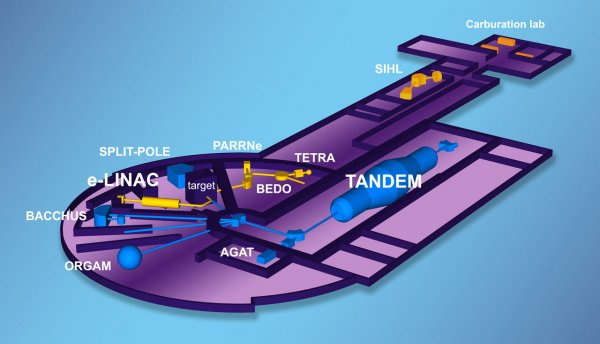 Carburation lab
SIHL
PARRNe
SPLIT-POLE
TETRA
e-LINAC
target
BEDO
TANDEM
BACCHUS
AGAT
ORGAM